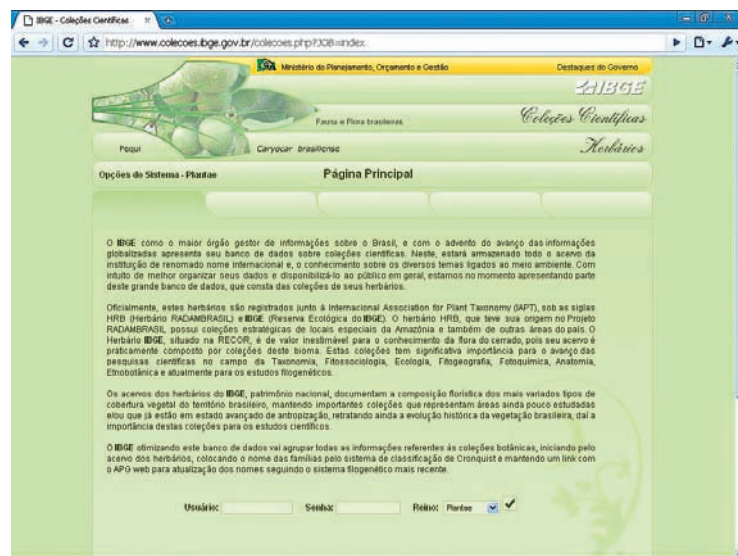 IBGE - Coleções Científicas
http://www.colecoes.ibge.gov.br/colecoes.php?JOB=index
Ministério do Planejamento, Orçamento e Gestão Destaques do Governo
IBGE
Fauna e Flora brasileiras Coleções Científicas
Pequi Caryocar brasiliense Herbários
Opções do Sistema - Plantae Página Principal
O IBGE como o maior órgão gestor de informações sobre o Brasil, e com o advento do avanço das informações
globalizadas apresenta seu banco de dados sobre coleções científicas. Neste, estará armazenado todo o acervo da
instituição de renomado nome internacional e, o conhecimento sobre os diversos temas ligados ao meio ambiente. Com
intuito de melhor organizar seus dados e disponibilizá-lo ao público em geral, estamos no momento apresentando parte
deste grande banco de dados, que consta das coleções de seus herbários.
Oficialmente, estes herbários são registrados junto à Internacional Association for Plant Taxonomy (IAPT), sob as siglas
HRB (Herbário RADAMBRASIL) e IBGE (Reserva Ecológica do IBGE). O herbário HRB, que teve sua origem no Projeto
RADAMBRASIL, possui coleções estratégicas de locais especiais da Amazônia e também de outras áreas do país. O
Herbário IBGE, situado na RECOR, é de valor inestimável para o conhecimento da flora do cerrado, pois seu acervo é
praticamente composto por coleções deste bioma. Estas coleções tem significativa importância para o avanço das
pesquisas científicas no campo da Taxonomia, Fitossociologia, Ecologia, Fitogeografia, Fotoquímica, Anatomia,
Etnobotânica e atualmente para os estudos filogenéticos.
Os acervos dos herbários do IBGE, patrimônio nacional, documentam a composição florística dos mais variados tipos de
cobertura vegetal do território brasileiro, mantendo importantes coleções que representam áreas ainda pouco estudadas
e/ou que já estão em estado avançado de antropização, retratando ainda a evolução histórica da vegetação brasileira, daí a
importância destas coleções para os estudos científicos.
O IBGE otimizando este banco de dados vai agrupar todas as informações referentes às coleções botânicas, iniciando pelo
acervo dos herbários, colocando o nome das famílias pelo sistema de classificação de Cronquist e mantendo um link com
o APG web para atualização dos nomes seguindo o sistema filogenético mais recente.
Usuário: Senha: Reino: Plantae